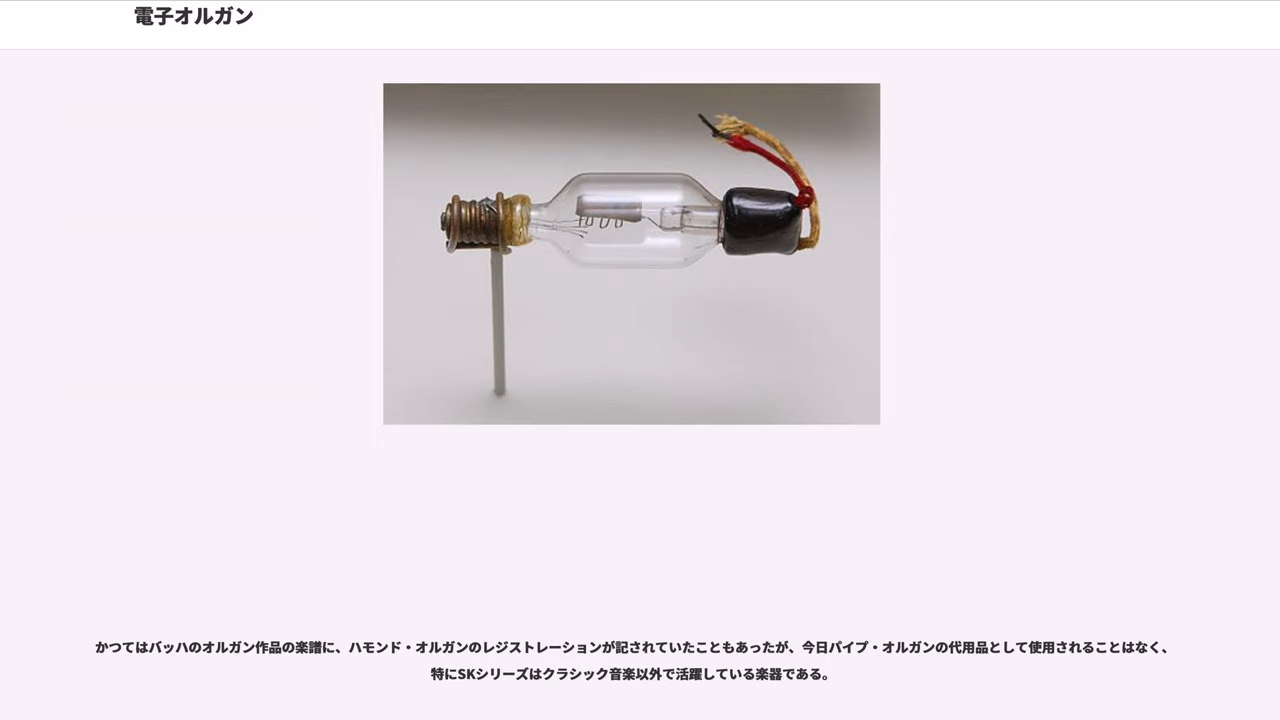 電子オルガン
かつてはバッハのオルガン作品の楽譜に、ハモンド・オルガンのレジストレーションが記されていたこともあったが、今日パイプ・オルガンの代用品として使用されることはなく、
特にSKシリーズはクラシック音楽以外で活躍している楽器である。